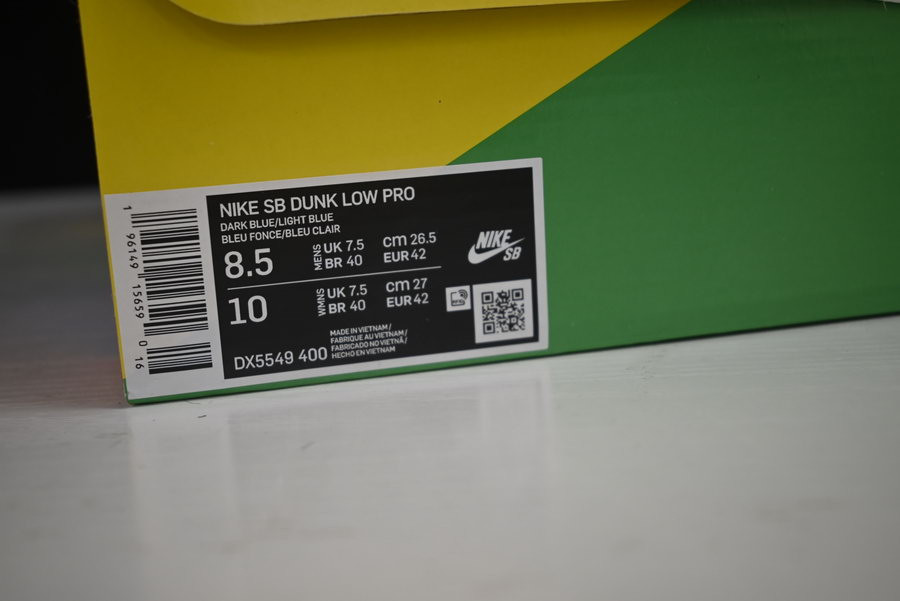 NIKE SB DUNK LOW PRO
DARK BLUE/LIGHT BLUE
BLEU FONCE/BLEU CLAIR
8.5 MENS UK 7.5 cm 26.5
BR 40 EUR 42
10 WMNS UK 7.5 cm 27
BR 40 EUR 42
NIKE
SB
DX5549 400
MADE IN VIETNAM /
FABRIQUE AU VIETNAM /
FABRICADO NO VIETNÃ /
HECHO EN VIETNAM
1 96149 15659 0 16